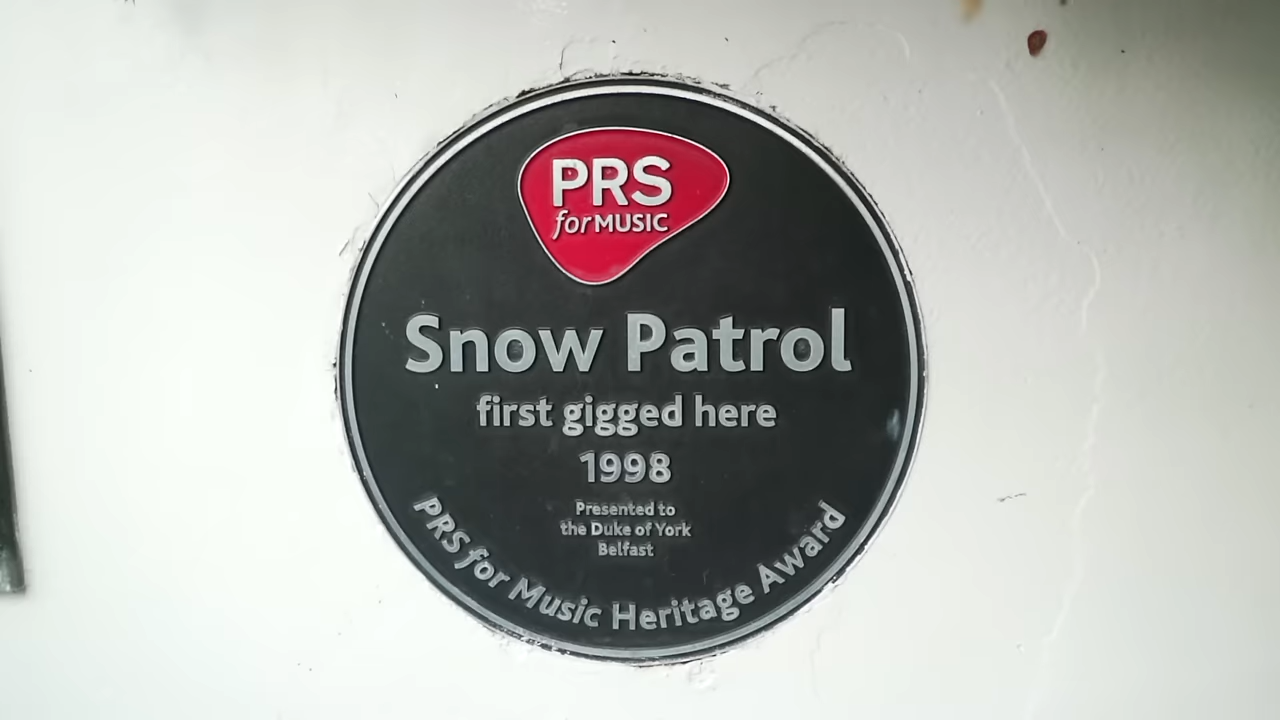 PRS
for MUSIC
Snow Patrol
first gigged here
1998
Presented to
the Duke of York
Belfast
PRS for Music Heritage Award